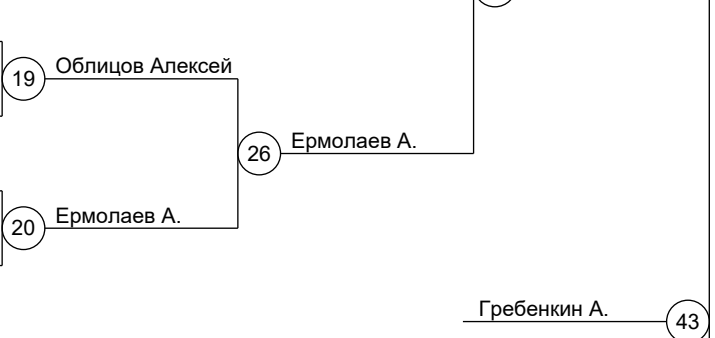 19 Облицов Алексей
26 Ермолаев А.
20 Ермолаев А.
Гребенкин А. 43